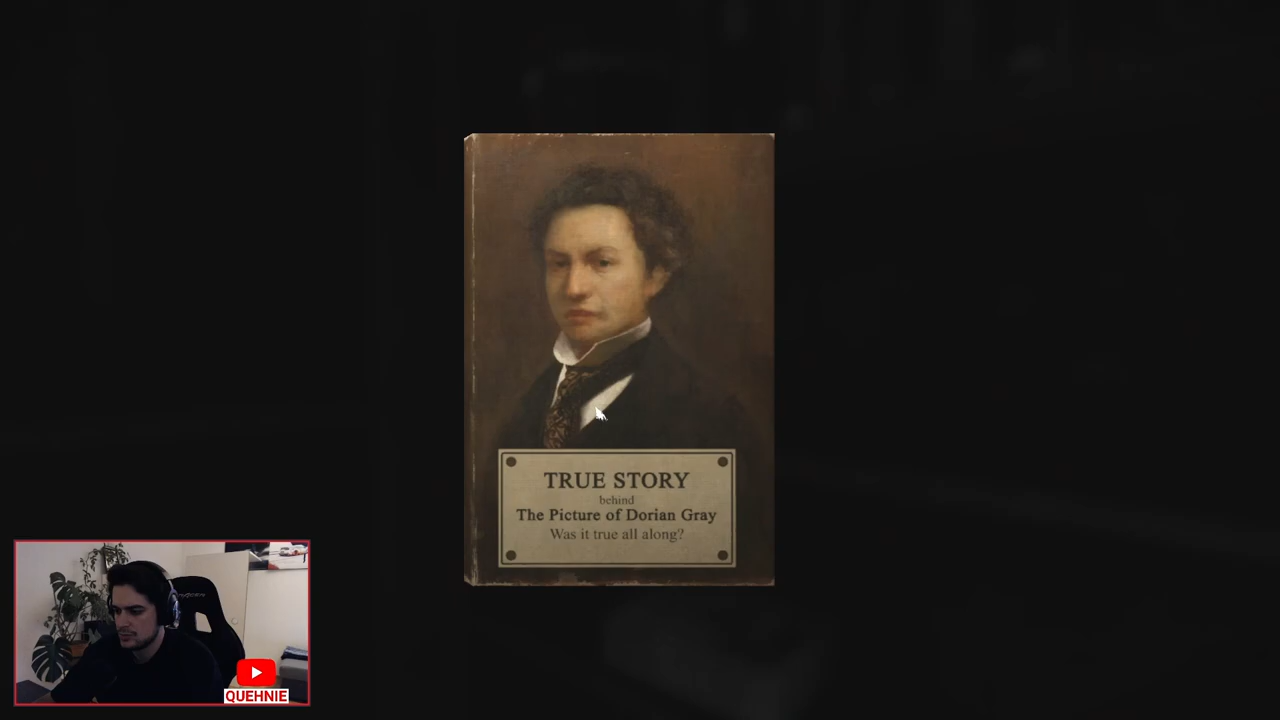 TRUE STORY
behind
The Picture of Dorian Gray
Was it true all along?
QUEHNIE